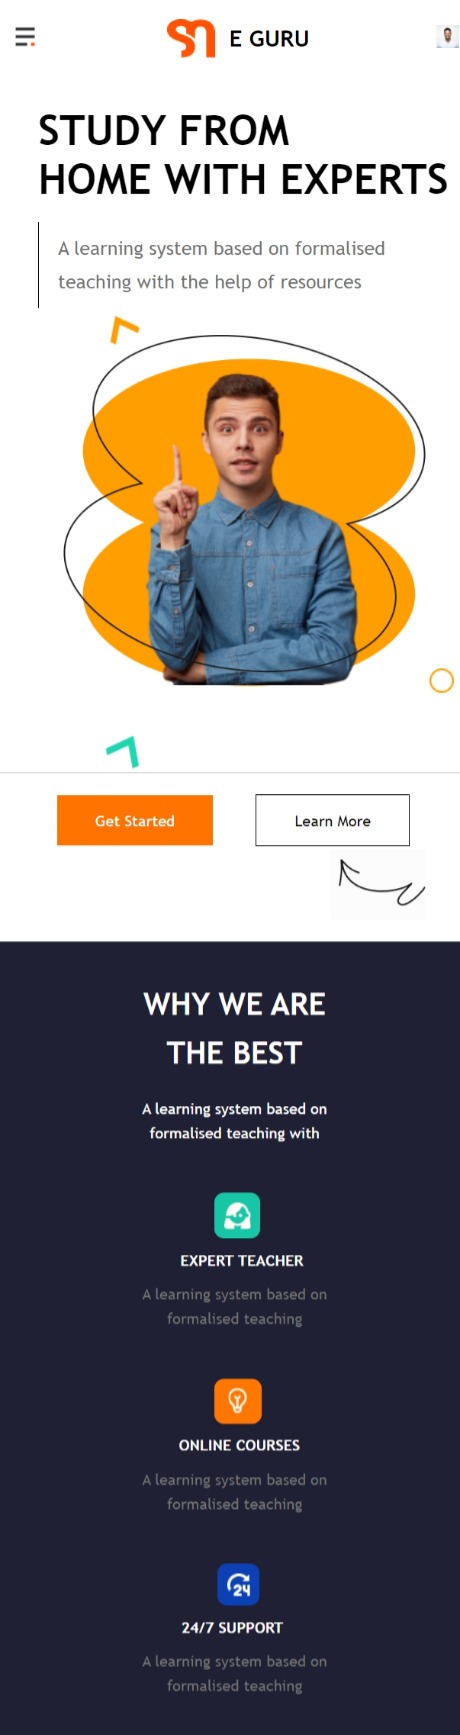 E GURU
STUDY FROM
HOME WITH EXPERTS
A learning system based on formalised
teaching with the help of resources
Get Started
Learn More
WHY WE ARE
THE BEST
A learning system based on
formalised teaching with
EXPERT TEACHER
A learning system based on
formalised teaching
ONLINE COURSES
A learning system based on
formalised teaching
24
24/7 SUPPORT
A learning system based on
formalised teaching